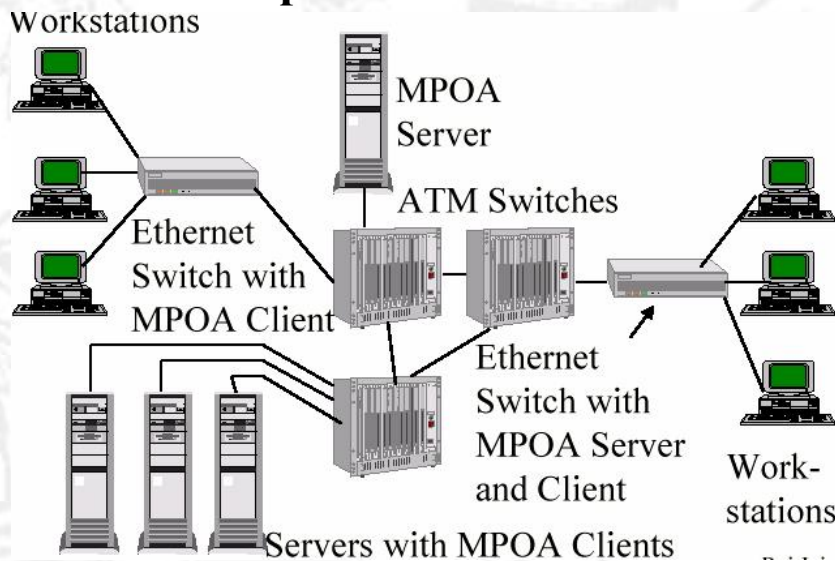 Workstations
MPOA
Server
ATM Switches
Ethernet
Switch with
MPOA Client
Ethernet
Switch with
MPOA Server
and Client
Work-
stations
Servers with MPOA Clients